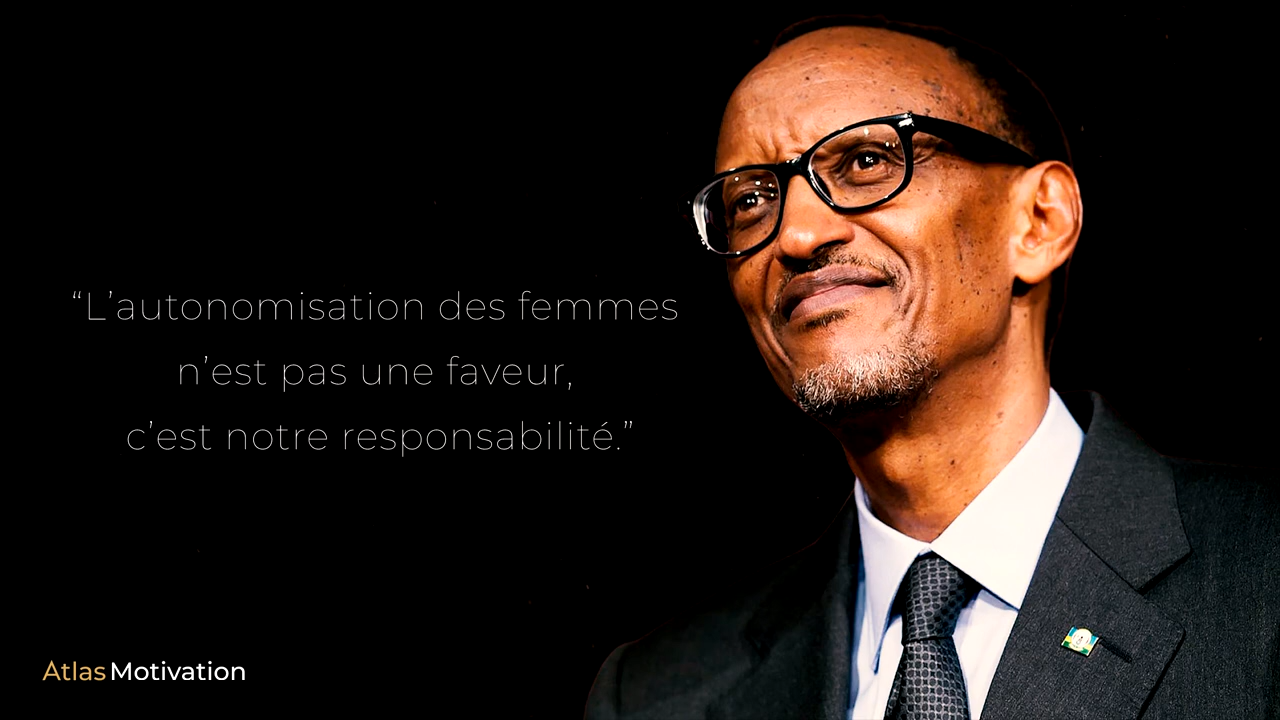 “L’autonomisation des femmes
n’est pas une faveur,
c’est notre responsabilité.”
Atlas Motivation